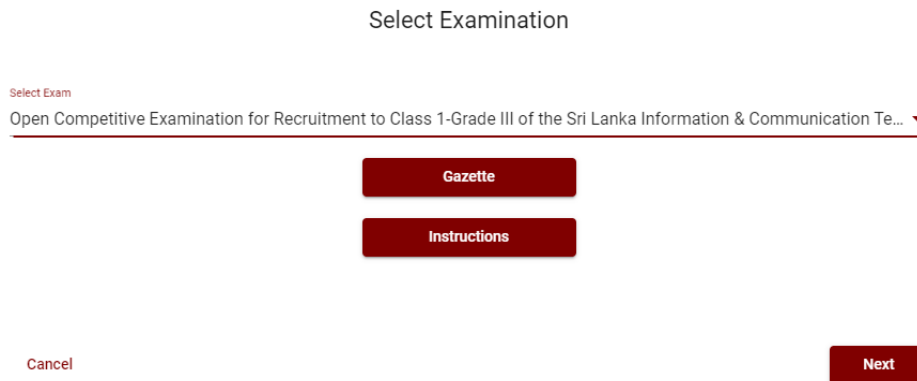 Select Examination
Select Exam
Open Competitive Examination for Recruitment to Class 1-Grade III of the Sri Lanka Information & Communication Te...
Gazette
Instructions
Cancel
Next